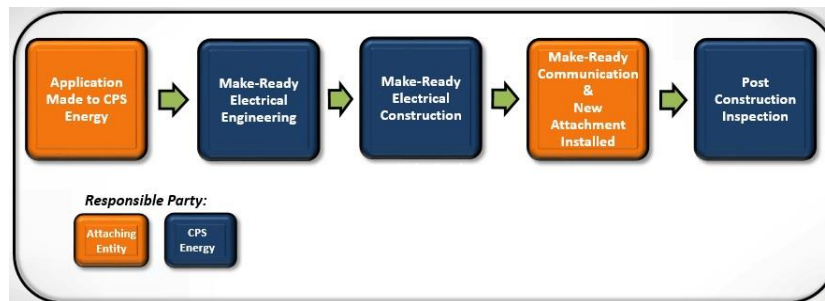 Application
Made to CPS
Energy
Make-Ready
Electrical
Engineering
Make-Ready
Electrical
Construction
Make-Ready
Communication
&
New
Attachment
Installed
Post
Construction
Inspection
Responsible Party:
Attaching
Entity
CPS
Energy